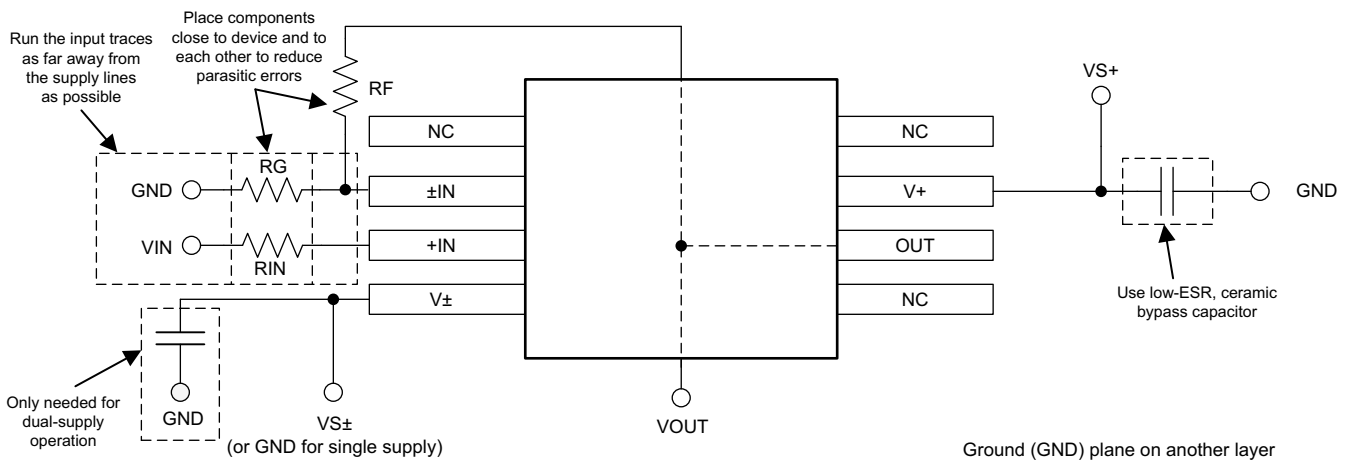 Run the input traces
as far away from
the supply lines
as possible
Place components
close to device and to
each other to reduce
parasitic errors
RF
VS+
NC
NC
RG
GND
±IN
V+
GND
VIN
+IN
OUT
RIN
V±
NC
Use low-ESR, ceramic
bypass capacitor
Only needed for
dual-supply
operation
GND
VS±
(or GND for single supply)
VOUT
Ground (GND) plane on another layer